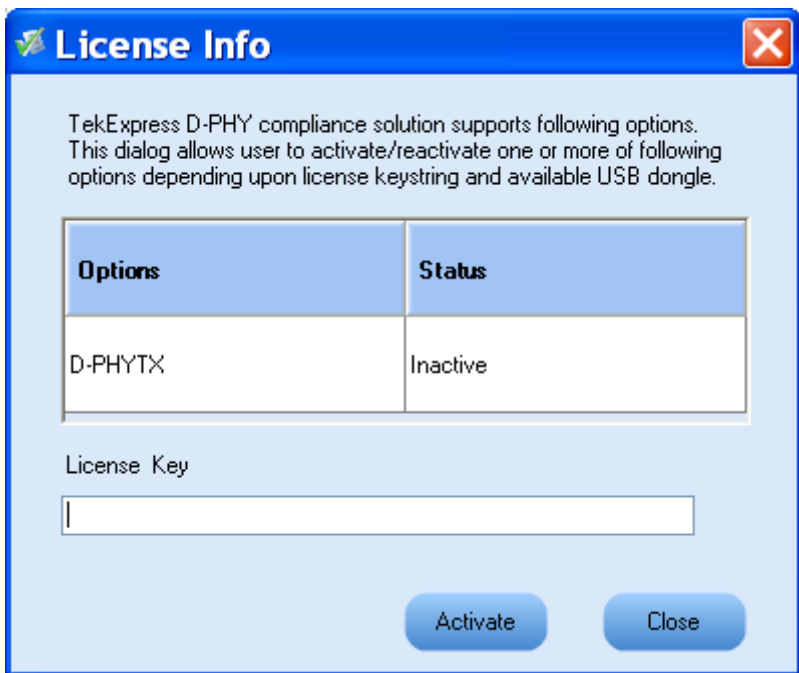 License Info
TekExpress D-PHY compliance solution supports following options.
This dialog allows user to activate/reactivate one or more of following
options depending upon license keystring and available USB dongle.
Options Status
D-PHYTX Inactive
License Key
Activate Close